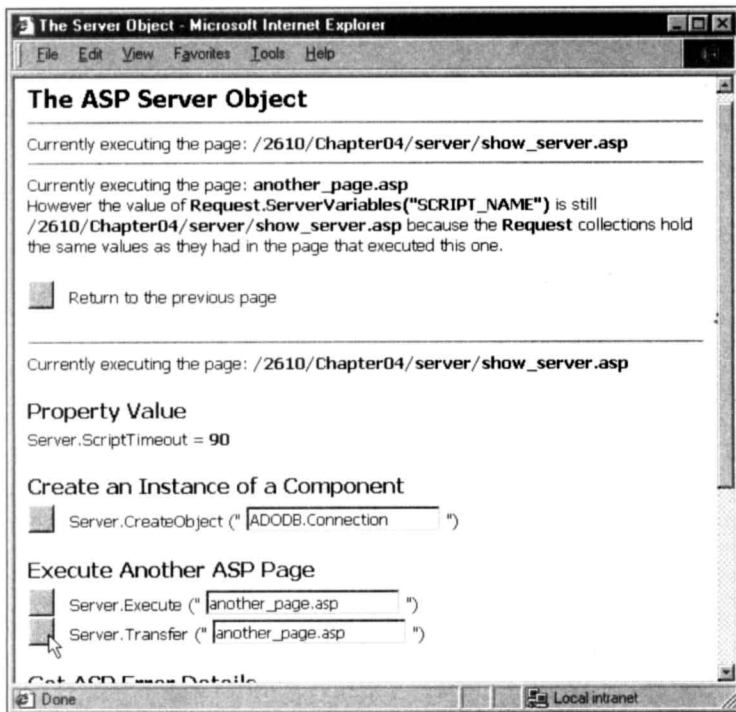 The Server Object - Microsoft Internet Explorer
File Edit View Favorites Tools Help
The ASP Server Object
Currently executing the page: /2610/Chapter04/server/show_server.asp
Currently executing the page: another_page.asp
However the value of Request.ServerVariables("SCRIPT_NAME") is still
/2610/Chapter04/server/show_server.asp because the Request collections hold
the same values as they had in the page that executed this one.
Return to the previous page
Currently executing the page: /2610/Chapter04/server/show_server.asp
Property Value
Server.ScriptTimeout = 90
Create an Instance of a Component
Server.CreateObject (" ADODB.Connection ")
Execute Another ASP Page
Server.Execute (" another_page.asp ")
Server.Transfer (" another_page.asp ")
Get ASP Error Details
Done Local intranet